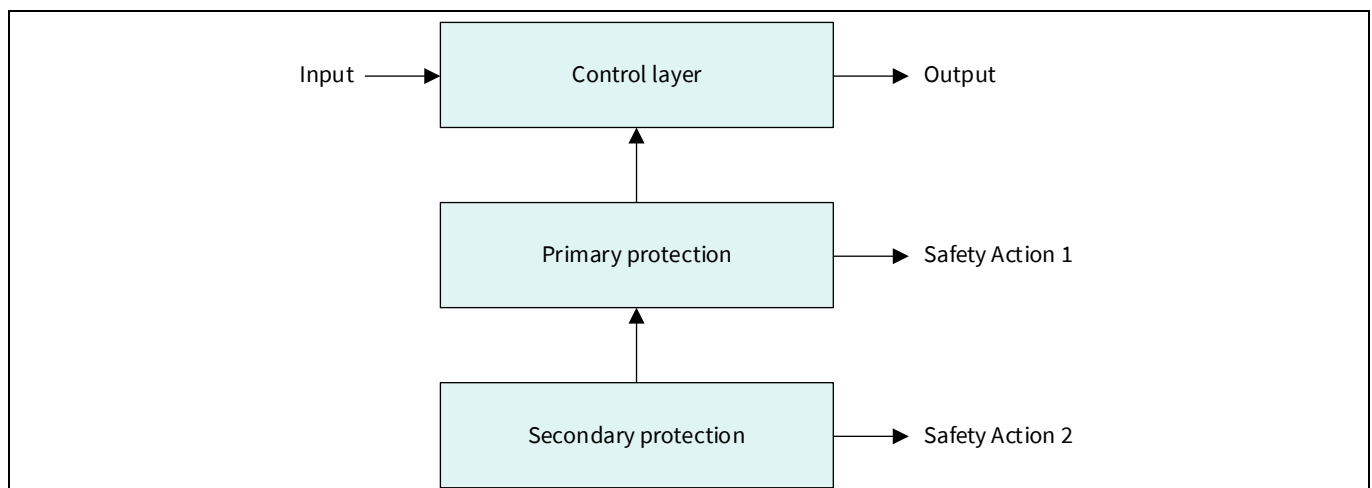 Input
Control layer
Output
Primary protection
Safety Action 1
Secondary protection
Safety Action 2